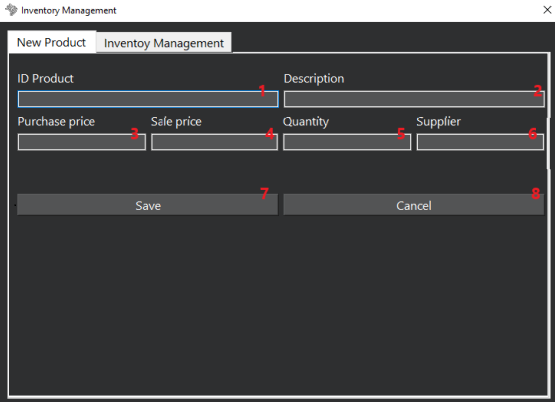 Inventory Management
New Product Inventoy Management
ID Product 1 Description 2
Purchase price 3 Sale price 4 Quantity 5 Supplier 6
7 8
Save Cancel